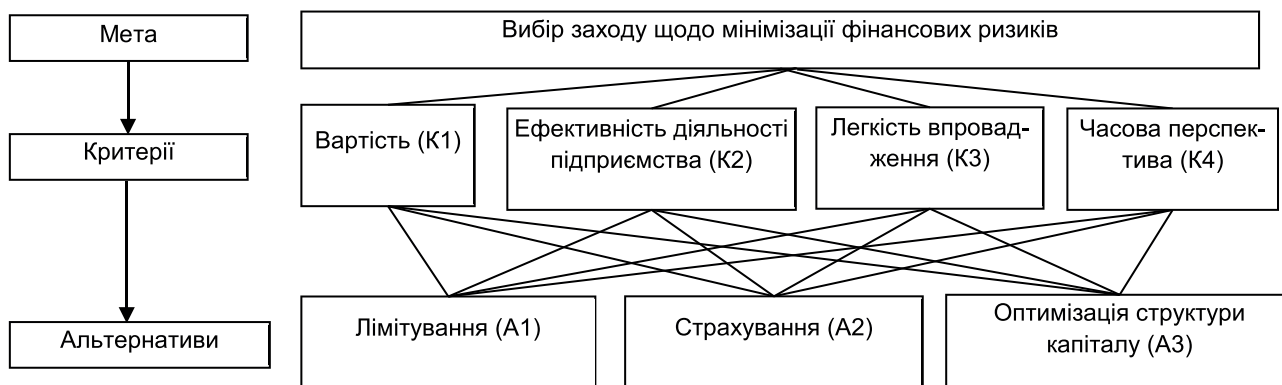 Мета
Вибір заходу щодо мінімізації фінансових ризиків
Критерії
Вартість (К1)
Ефективність діяльності
підприємства (К2)
Легкість впровад-
ження (К3)
Часова перспек-
тива (К4)
Альтернативи
Лімітування (А1)
Страхування (А2)
Оптимізація структури
капіталу (А3)